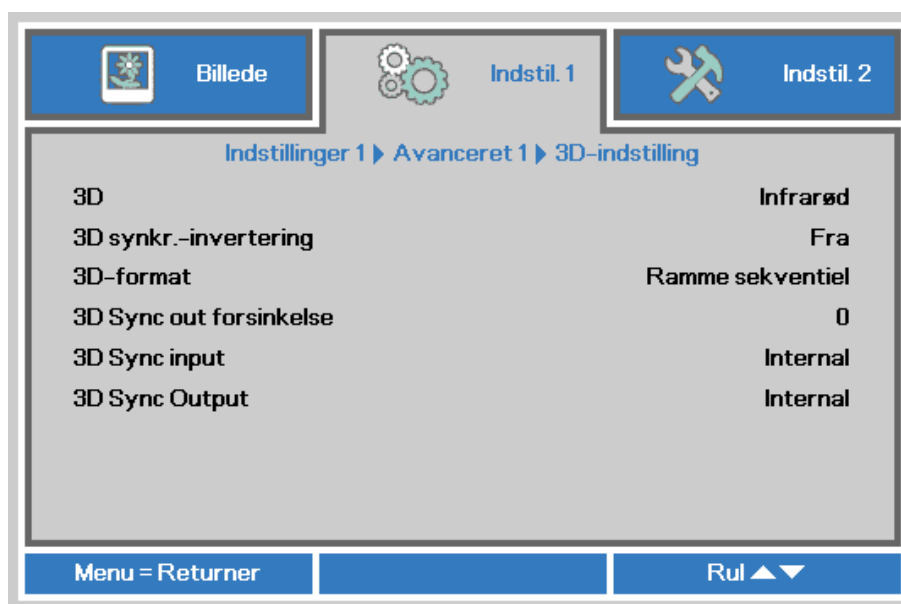 Billede
Indstil. 1
Indstil. 2
Indstillinger 1 ▶ Avanceret 1 ▶ 3D-indstilling
3D Infrarød
3D synkr.-invertering Fra
3D-format Ramme sekventiel
3D Sync out forsinkelse 0
3D Sync input Internal
3D Sync Output Internal
Menu = Returner
Rul ▲▼